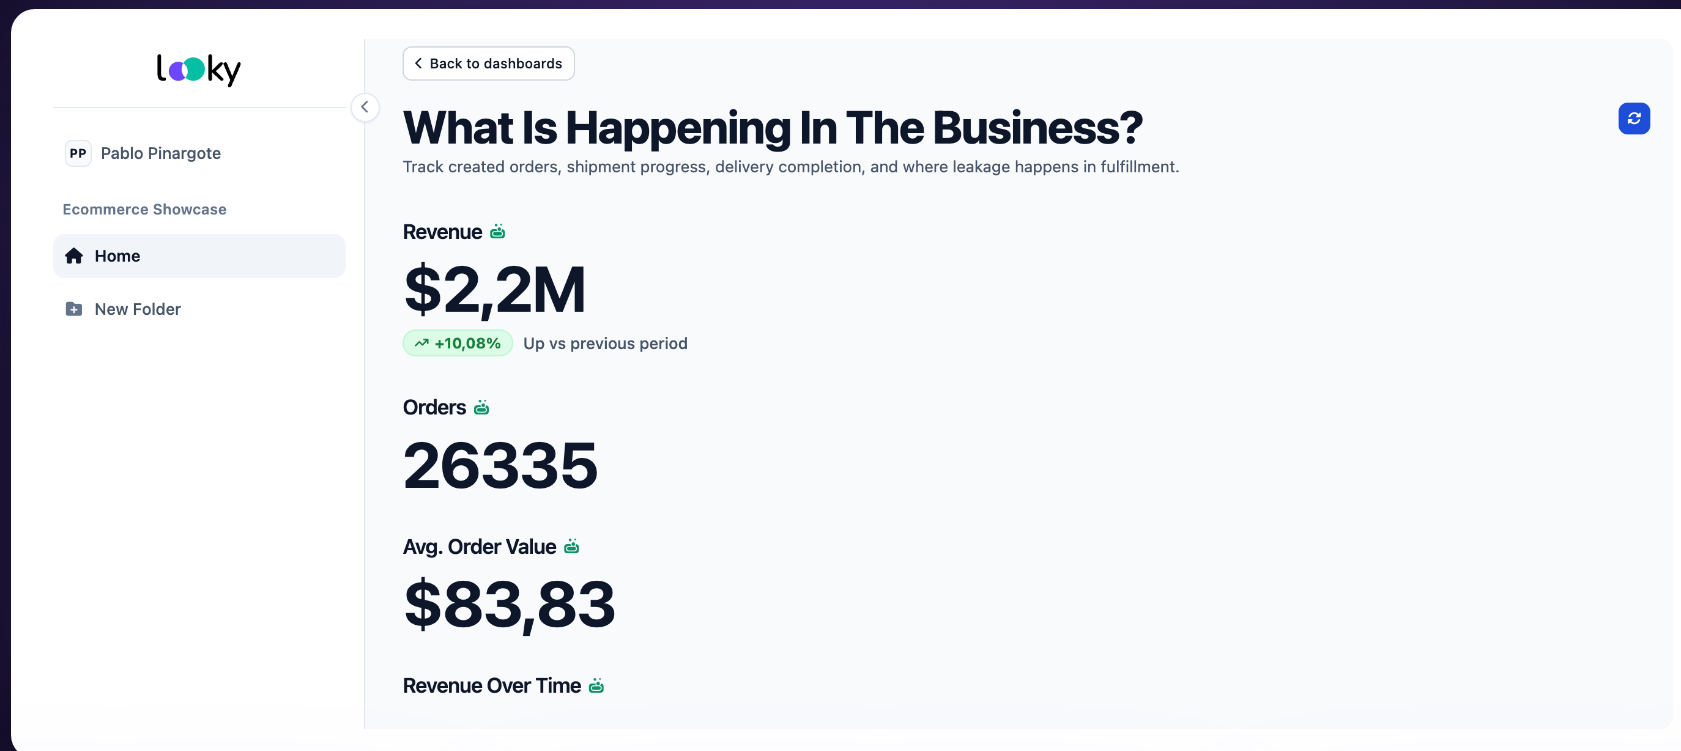 looky
Back to dashboards
What Is Happening In The Business?
Track created orders, shipment progress, delivery completion, and where leakage happens in fulfillment.
PP Pablo Pinargote
Ecommerce Showcase
Home
New Folder
Revenue
$2,2M
+10,08% Up vs previous period
Orders
26335
Avg. Order Value
$83,83
Revenue Over Time